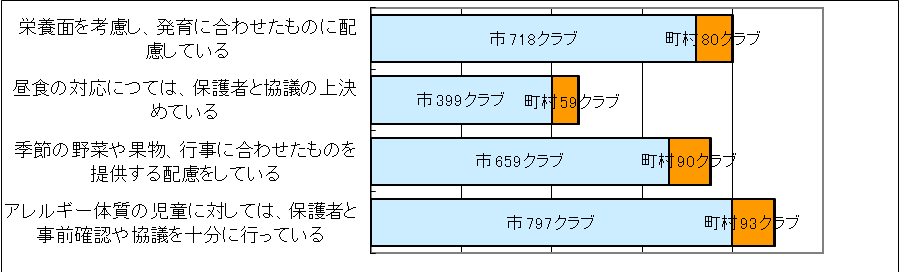 栄養面を考慮し、発育に合わせたものに配
慮している
市718クラブ
町村80クラブ
昼食の対応につては、保護者と協議の上決
めている
市399クラブ
町村59クラブ
季節の野菜や果物、行事に合わせたものを
提供する配慮をしている
市659クラブ
町村90クラブ
アレルギー体質の児童に対しては、保護者と
事前確認や協議を十分に行っている
市797クラブ
町村93クラブ